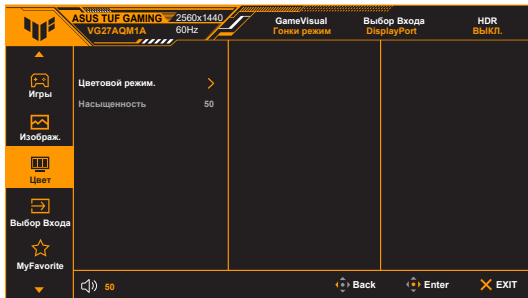 ASUS TUF GAMING 2560x1440
VG27AQM1A 60Hz
GameVisual
Гонки режим
Выбор Входа
DisplayPort
HDR
ВЫКЛ.
Игры
Изображ.
Цвет
Выбор Входа
MyFavorite
Цветовой режим.
Насыщенность 50
50
Back
Enter
EXIT